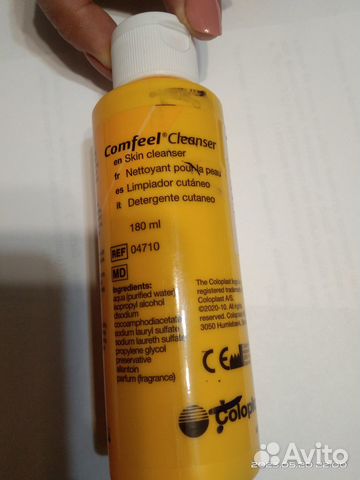 Comfeel® Cleanser
en Skin cleanser
fr Nettoyant pour la peau
es Limpiador cutáneo
it Detergente cutaneo
180 ml
REF 04710
MD
Ingredients:
aqua (purified water)
isopropyl alcohol
disodium
cocoamphodiacetate
sodium lauryl sulfate
sodium laureth sulfate
propylene glycol
preservative
allantoin
parfum (fragrance)
The Coloplast logo
registered trademar
Coloplast A/S.
©2020-10. All rights
reserved. Coloplast
3050 Humlebæk,
CE
Colopl
Avito